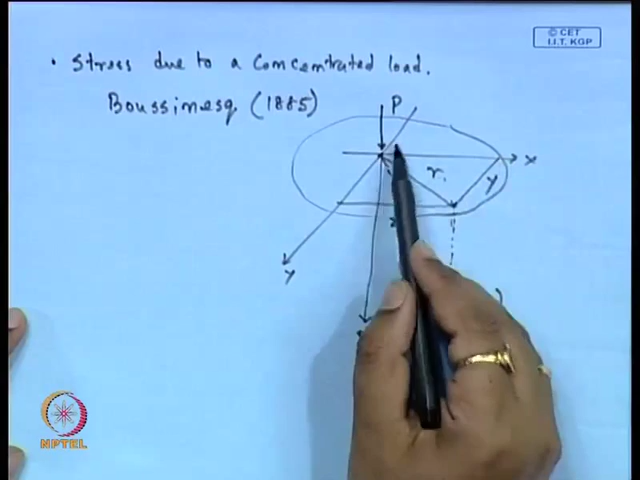 © CET
I.I.T. KGP
• Stress due to a concentrated load.
Boussinesq (1885)
P
x
r
y
y
NPTEL